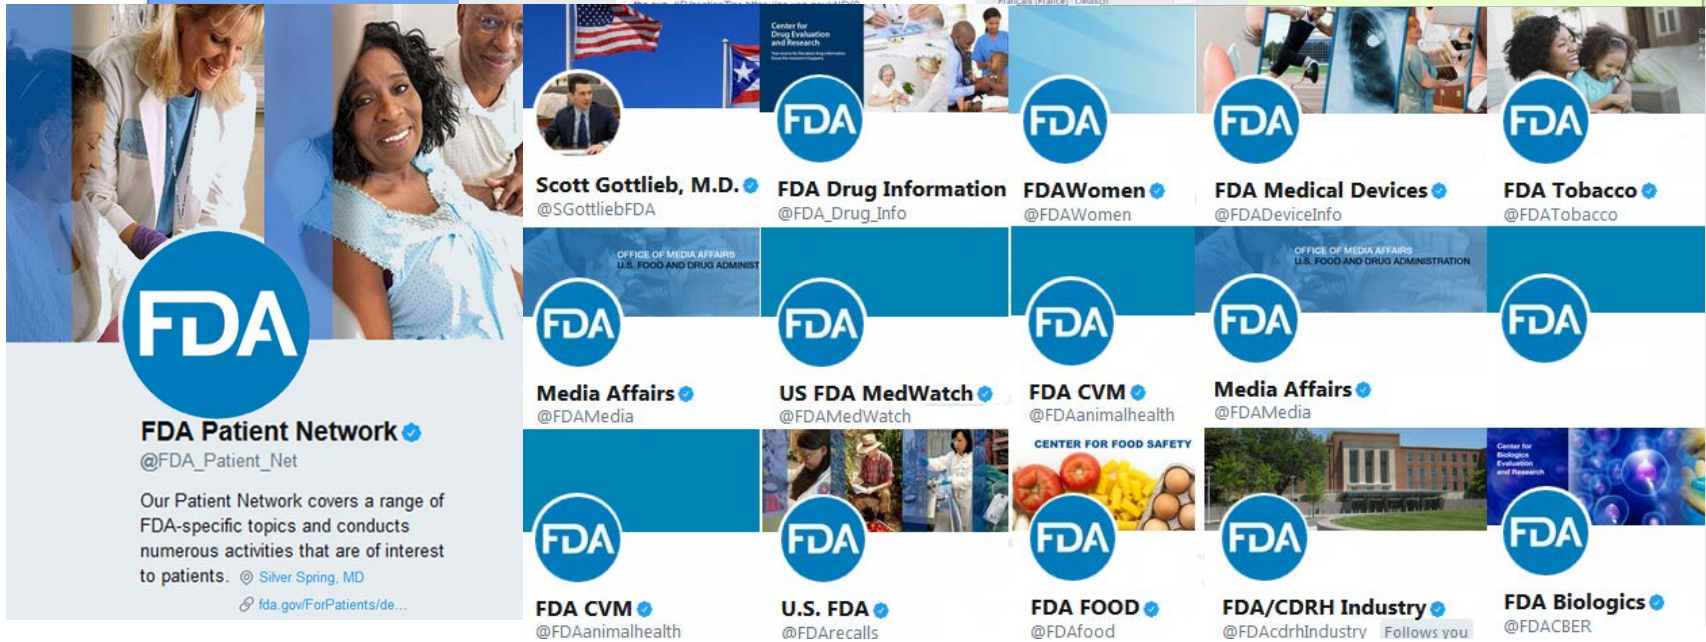 FDA
FDA Patient Network
@FDA_Patient_Net
Our Patient Network covers a range of
FDA-specific topics and conducts
numerous activities that are of interest
to patients.
Silver Spring, MD
fda.gov/ForPatients/de...
Scott Gottlieb, M.D.
@SGottliebFDA
Center for
Drug Evaluation
and Research
FDA
FDA Drug Information
@FDA_Drug_Info
FDA
FDAWomen
@FDAWomen
FDA
FDA Medical Devices
@FDADeviceInfo
FDA
FDA Tobacco
@FDATobacco
OFFICE OF MEDIA AFFAIRS
U.S. FOOD AND DRUG ADMINIST
FDA
Media Affairs
@FDAMedia
FDA
US FDA MedWatch
@FDAMedWatch
FDA
FDA CVM
@FDAanimalhealth
OFFICE OF MEDIA AFFAIRS
U.S. FOOD AND DRUG ADMINISTRATION
FDA
Media Affairs
@FDAMedia
FDA
FDA
FDA CVM
@FDAanimalhealth
FDA
U.S. FDA
@FDArecalls
CENTER FOR FOOD SAFETY
FDA
FDA FOOD
@FDAfood
FDA
FDA/CDRH Industry
@FDAcdrhIndustry Follows you
Center for
Biologics
Evaluation
and Research
FDA
FDA Biologics
@FDACBER